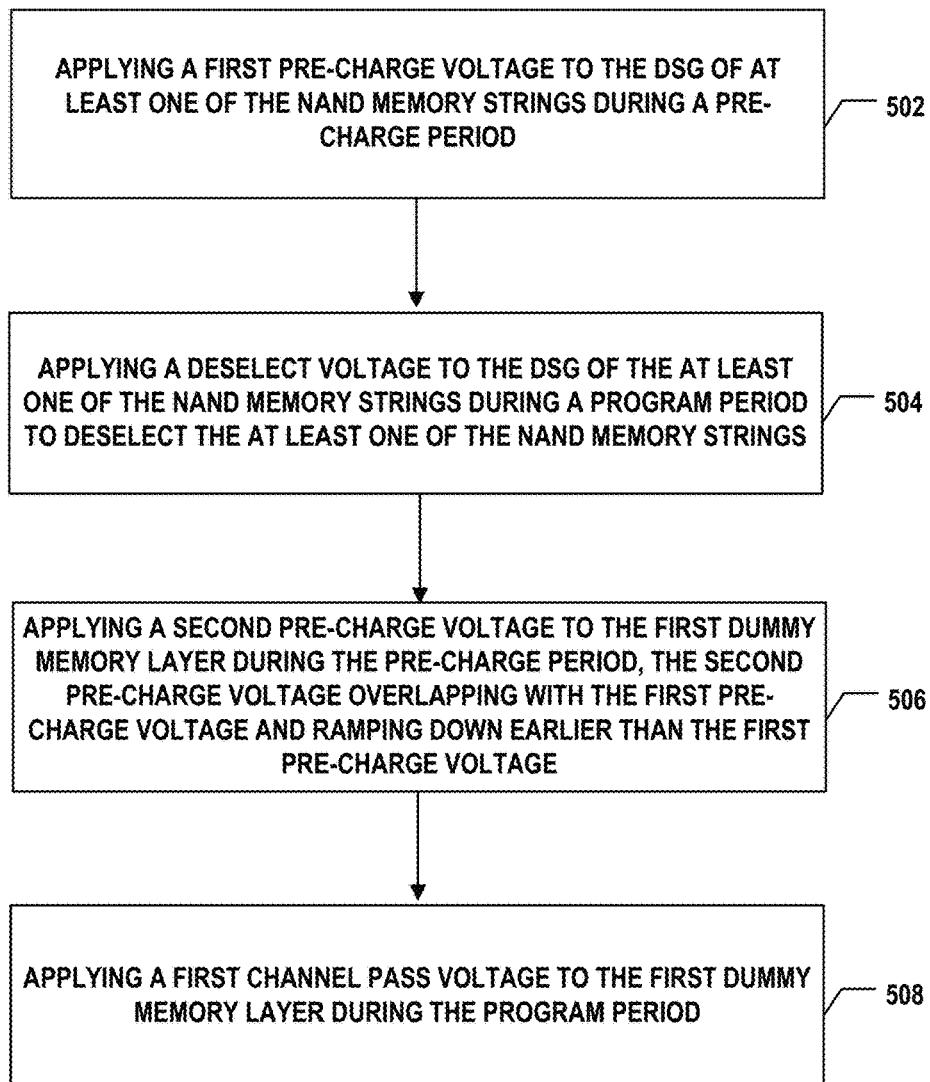 APPLYING A FIRST PRE-CHARGE VOLTAGE TO THE DSG OF AT
LEAST ONE OF THE NAND MEMORY STRINGS DURING A PRE-
CHARGE PERIOD
502
APPLYING A DESELECT VOLTAGE TO THE DSG OF THE AT LEAST
ONE OF THE NAND MEMORY STRINGS DURING A PROGRAM PERIOD
TO DESELECT THE AT LEAST ONE OF THE NAND MEMORY STRINGS
504
APPLYING A SECOND PRE-CHARGE VOLTAGE TO THE FIRST DUMMY
MEMORY LAYER DURING THE PRE-CHARGE PERIOD, THE SECOND
PRE-CHARGE VOLTAGE OVERLAPPING WITH THE FIRST PRE-
CHARGE VOLTAGE AND RAMPING DOWN EARLIER THAN THE FIRST
PRE-CHARGE VOLTAGE
506
APPLYING A FIRST CHANNEL PASS VOLTAGE TO THE FIRST DUMMY
MEMORY LAYER DURING THE PROGRAM PERIOD
508